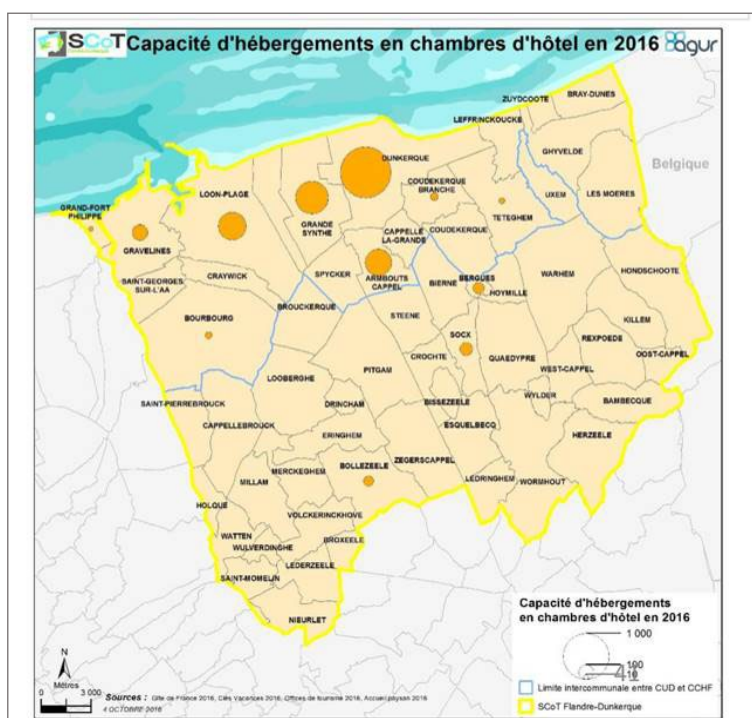 SCoT Capacité d'hébergements en chambres d'hôtel en 2016 agur
ZUYDCOOTE
BRAY-DUNES
LEFFRINCKOUCKE
GHYVELDE
Belgique
DUNKERQUE
COUDEKERQUE
BRANCHE
UXEM
LES MOERES
LOON-PLAGE
GRAND-FORT
PHILIPPE
GRANDE
SYNTHE
TETEGHEM
CAPPELLE
LA-GRANDE
COUDEKERQUE
GRAVELINES
SPYCKER
ARMBOUTS
CAPPEL
CRAYWICK
SAINT-GEORGES
SUR-L'AA
BIERNE
BERGUES
HOYMILLE
WARHEM
HONDSCHOOTE
BROUCKERQUE
STEENE
BOURBOURG
SOCX
KILLEM
REXPOEDE
CROCHTE
QUAEDYPRE
OOST-CAPPEL
PITGAM
WEST-CAPPEL
LOOBERGHE
BISSEZEELE
WYLDER
BAMBECQUE
SAINT-PIERREBROUCK
DRINCHAM
CAPPELLEBROUCK
ESQUELBECQ
ERINGHEM
HERZEELE
ZEGERSCAPPEL
BOLLEZEELE
MERCKEGHEM
MILLAM
LEDRINGHEM
WORMHOUT
HOLQUE
VOLCKERINCKHOVE
WATTEN
BROXEELE
WULVERDINGHE
LEDERZEELE
SAINT-MOMELIN
NIEURLET
Capacité d'hébergements
en chambres d'hôtel en 2016
1 000
100
Limite intercommunale entre CUD et CCHF
SCoT Flandre-Dunkerque
N
Mètres
0 3 000
Sources : Gîte de France 2016, Clés Vacances 2016, Offices de tourisme 2016, Accueil paysan 2016
4 OCTOBRE 2016